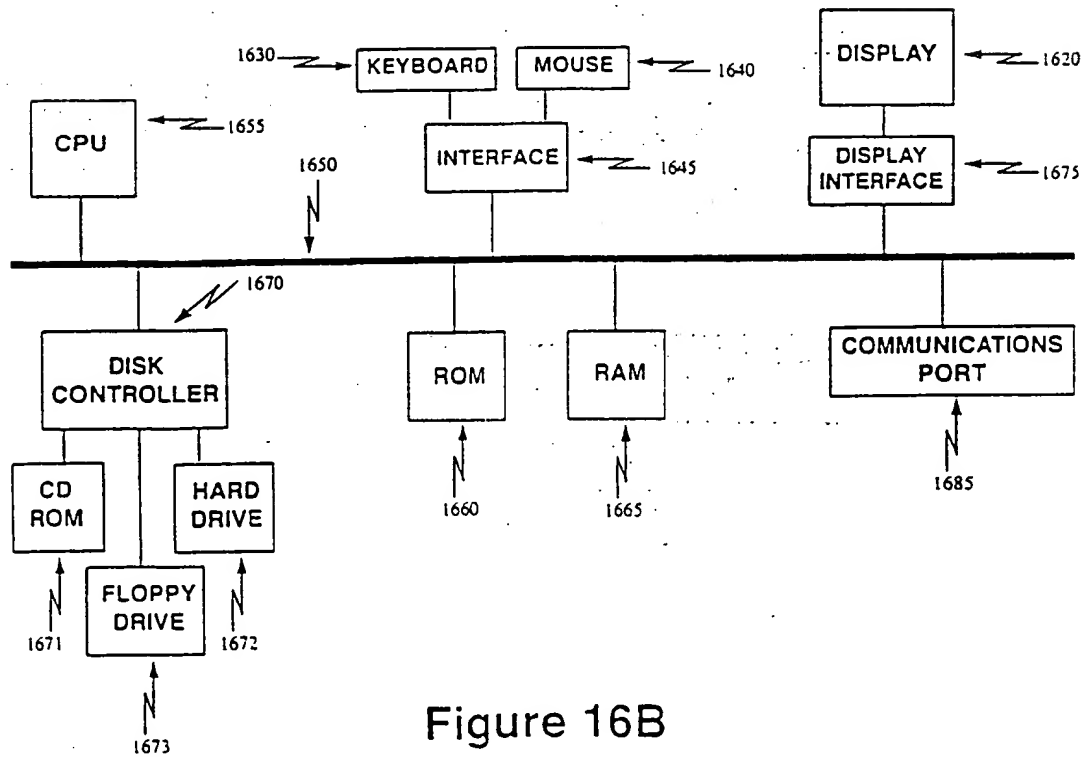 1630
KEYBOARD
MOUSE
1640
DISPLAY
1620
CPU
1655
INTERFACE
1645
DISPLAY
INTERFACE
1675
1650
1670
DISK
CONTROLLER
ROM
RAM
COMMUNICATIONS
PORT
CD
ROM
HARD
DRIVE
1660
1665
1685
FLOPPY
DRIVE
1671
1672
1673
Figure 16B